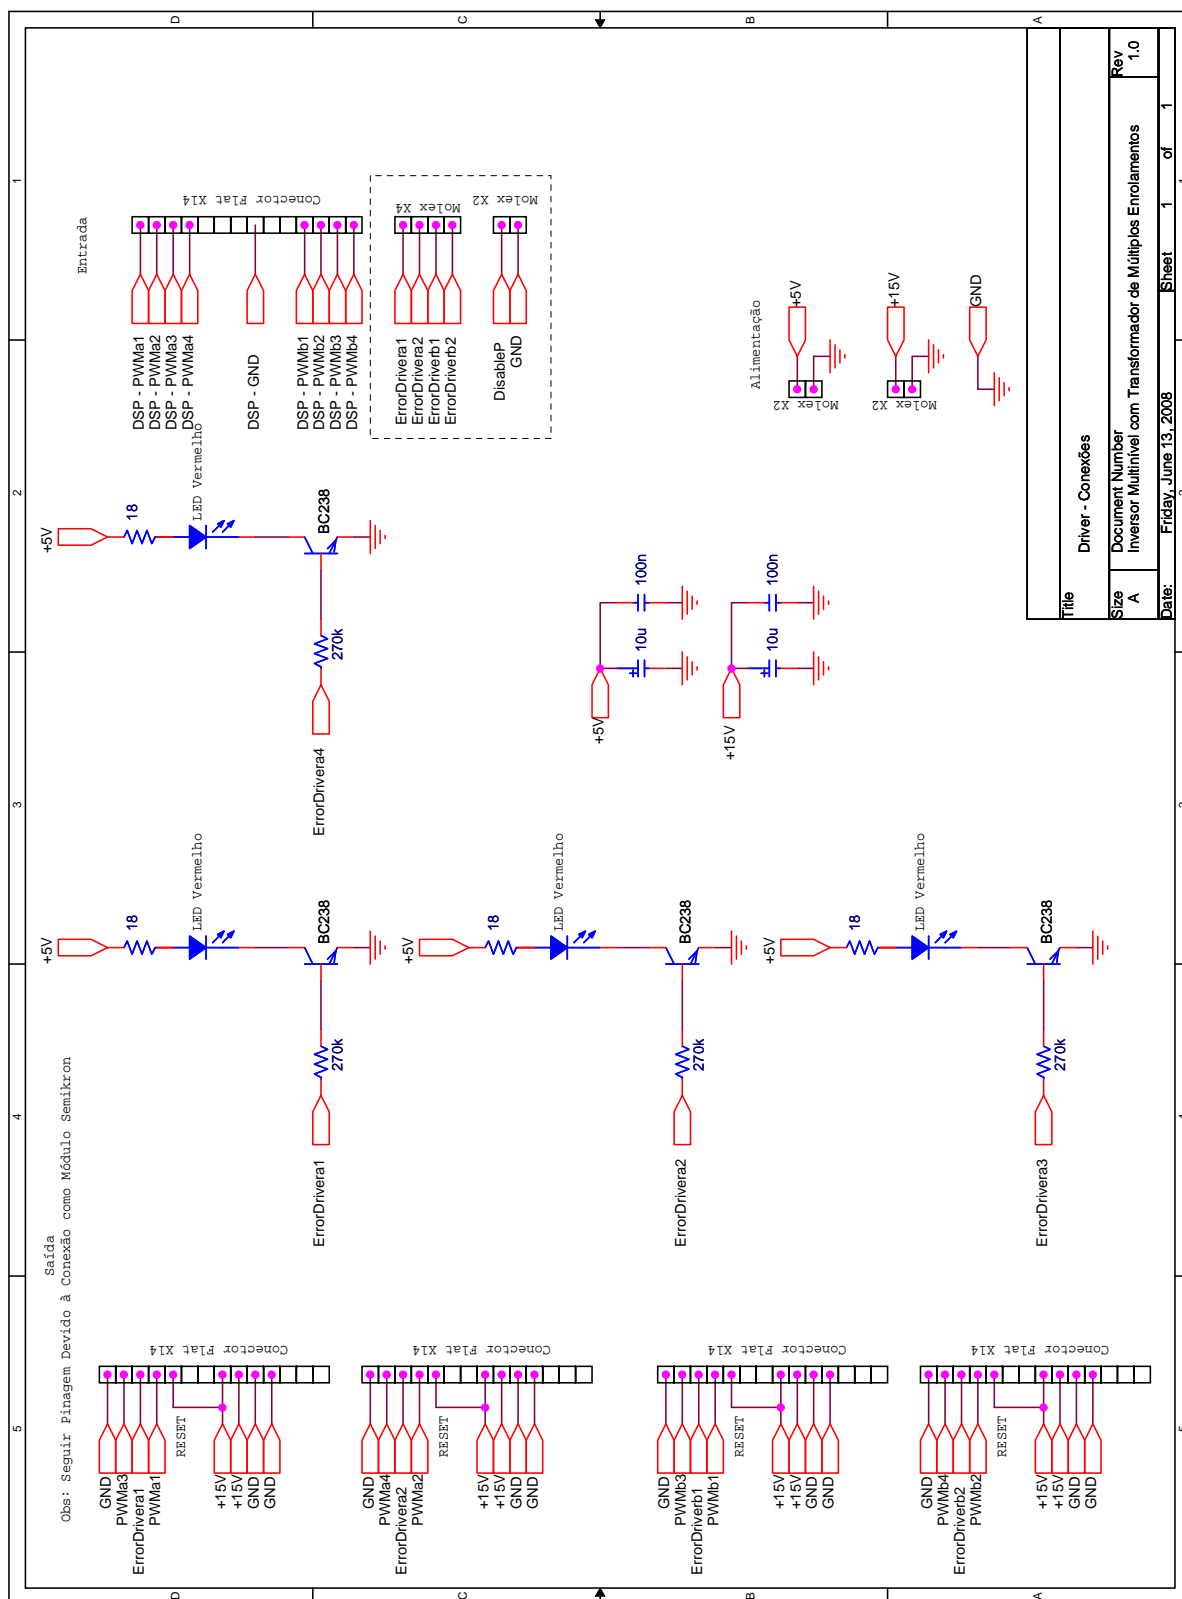 Saída
Obs: Seguir Pinagem Devido à Conexão como Módulo Semikron
GND
PWMa3
ErrorDrivera1
PWMa1
RESET
+15V
+15V
GND
GND
Conector Flat X14
GND
PWMa4
ErrorDrivera2
PWMa2
RESET
+15V
+15V
GND
GND
Conector Flat X14
GND
PWMb3
ErrorDriverb1
PWMb1
RESET
+15V
+15V
GND
GND
Conector Flat X14
GND
PWMb4
ErrorDriverb2
PWMb2
RESET
+15V
+15V
GND
GND
Conector Flat X14
+5V
18
LED Vermelho
BC238
270k
ErrorDrivera1
+5V
18
LED Vermelho
BC238
270k
ErrorDrivera2
+5V
18
LED Vermelho
BC238
270k
ErrorDrivera3
+5V
18
LED Vermelho
BC238
270k
ErrorDrivera4
+5V
10u
100n
+15V
10u
100n
Entrada
DSP - PWMa1
DSP - PWMa2
DSP - PWMa3
DSP - PWMa4
DSP - GND
DSP - PWMb1
DSP - PWMb2
DSP - PWMb3
DSP - PWMb4
Conector Flat X14
ErrorDrivera1
ErrorDrivera2
ErrorDriverb1
ErrorDriverb2
Molex X4
DisableP
GND
Molex X2
Alimentação
+5V
Molex X2
+15V
Molex X2
GND
Title
Driver - Conexões
Size
A
Document Number
Inversor Multinível com Transformador de Múltiplos Enrolamentos
Rev
1.0
Date:
Friday, June 13, 2008
Sheet
1
of
1
5
4
3
2
1
D
C
B
A
D
C
B
A